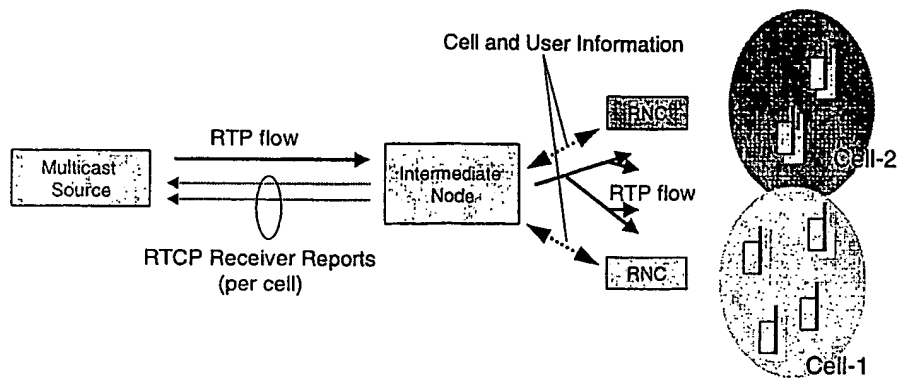 Cell and User Information
RNC
RTP flow
Multicast
Source
Intermediate
Node
RTP flow
Cell-2
RTCP Receiver Reports
(per cell)
RNC
Cell-1